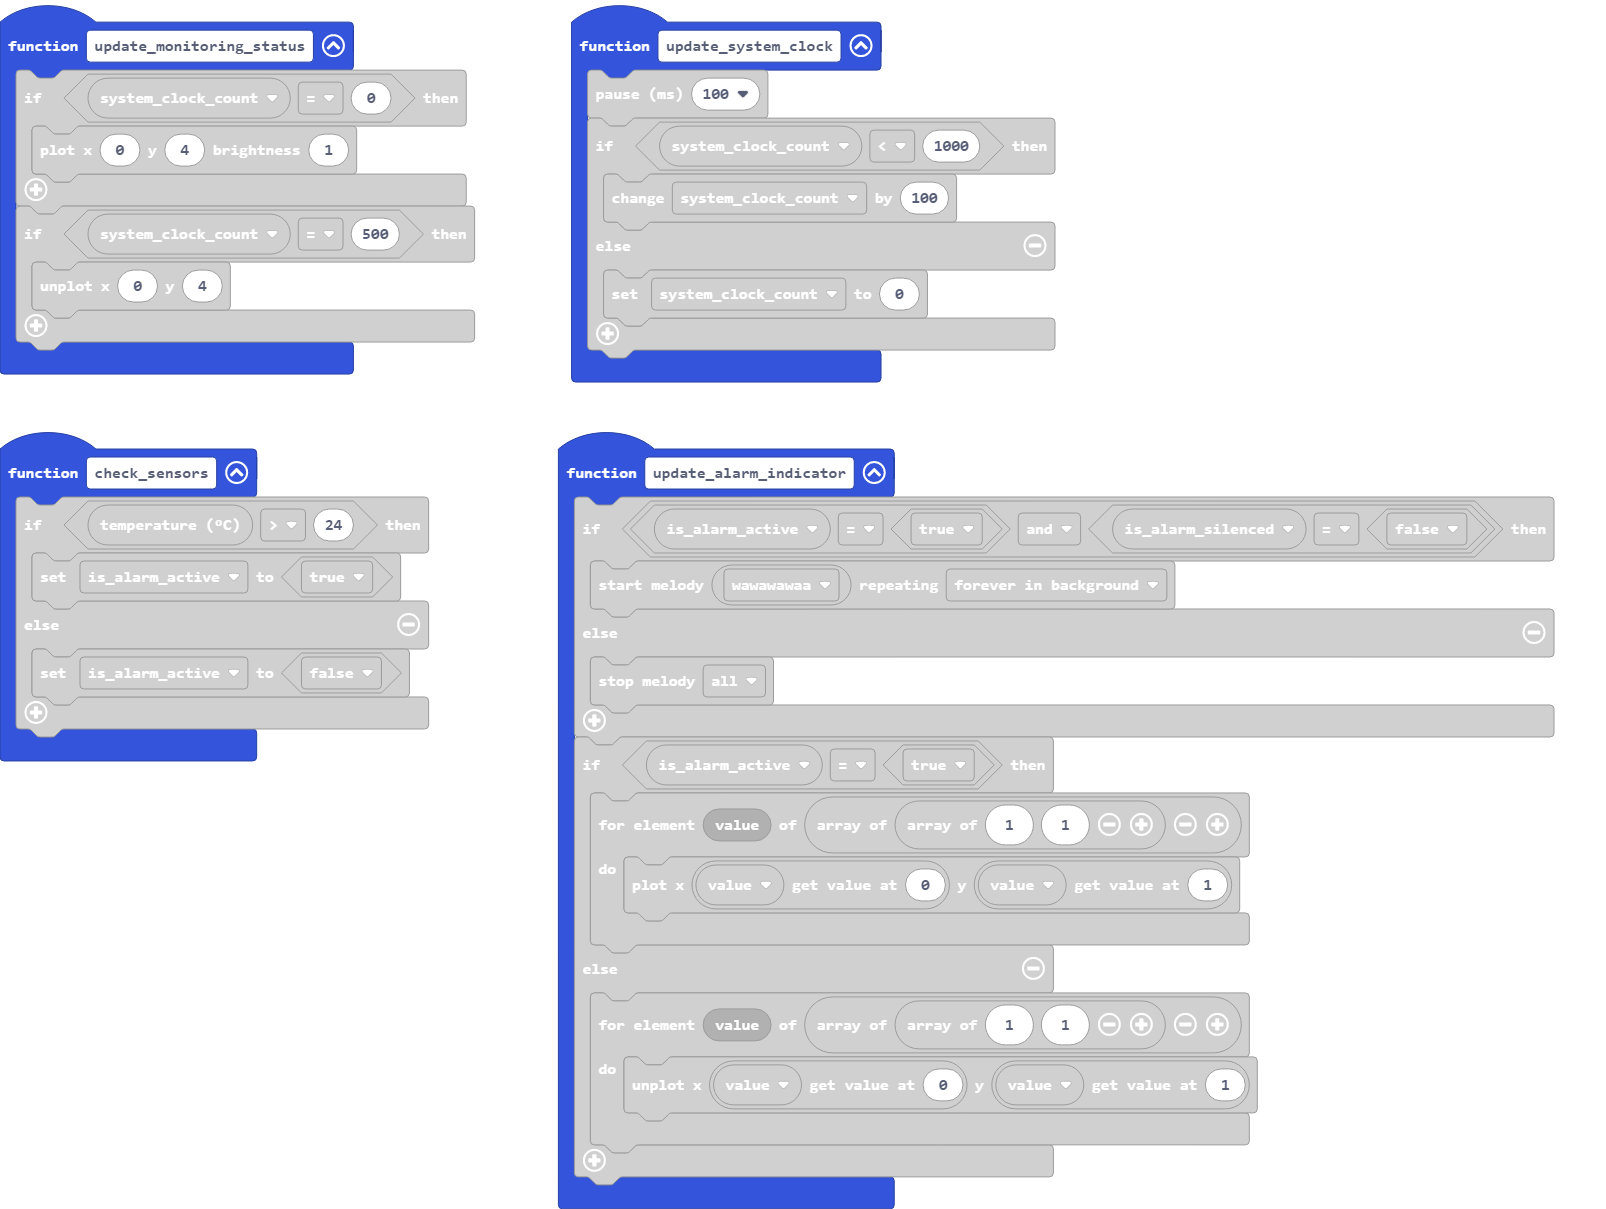 function update_monitoring_status
if system_clock_count = 0 then
plot x 0 y 4 brightness 1
if system_clock_count = 500 then
unplot x 0 y 4
function update_system_clock
pause (ms) 100
if system_clock_count < 1000 then
change system_clock_count by 100
else
set system_clock_count to 0
function check_sensors
if temperature (°C) > 24 then
set is_alarm_active to true
else
set is_alarm_active to false
function update_alarm_indicator
if is_alarm_active = true and is_alarm_silenced = false then
start melody wawawawaa repeating forever in background
else
stop melody all
if is_alarm_active = true then
for element value of array of array of 1 1
do
plot x value get value at 0 y value get value at 1
else
for element value of array of array of 1 1
do
unplot x value get value at 0 y value get value at 1